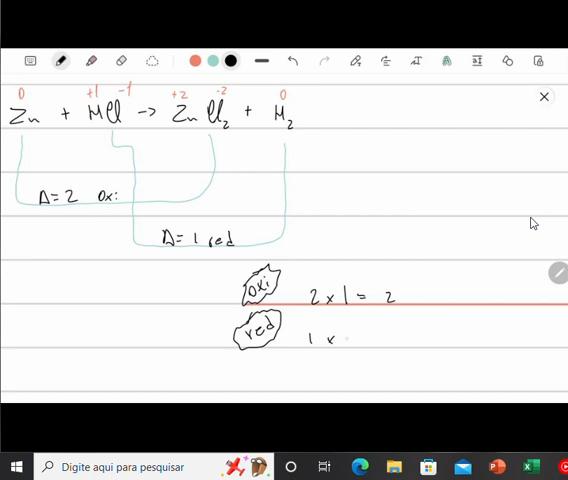 0 +1 -1 +2 -2 0
Zn + HCl -> ZnCl2 + H2
Δ= 2 Oxi
Δ= 1 red
oxi 2 x 1 = 2
red 1 x
Digite aqui para pesquisar